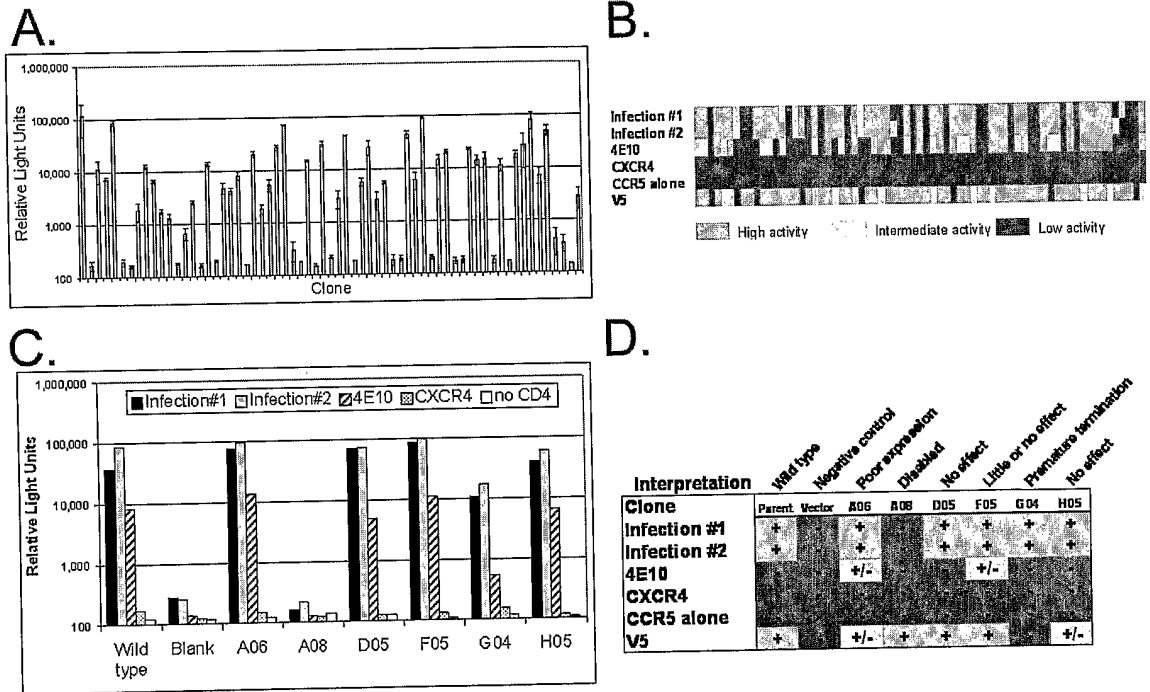 A.
1,000,000
100,000
10,000
1,000
100
Relative Light Units
Clone
B.
Infection #1
Infection #2
4E10
CXCR4
CCR5 alone
V5
High activity
Intermediate activity
Low activity
C.
1,000,000
100,000
10,000
1,000
100
Relative Light Units
Infection#1 Infection#2 4E10 CXCR4 no CD4
Wild type Blank A06 A08 D05 F05 G04 H05
D.
Wild type
Negative control
Poor expression
Disabled
No effect
Little or no effect
Premature termination
No effect
Interpretation
Clone Parent Vector A06 A08 D05 F05 G04 H05
Infection #1 + + + + + +
Infection #2 + + + + + +
4E10 +/- +/-
CXCR4
CCR5 alone
V5 + +/- + + + +/-